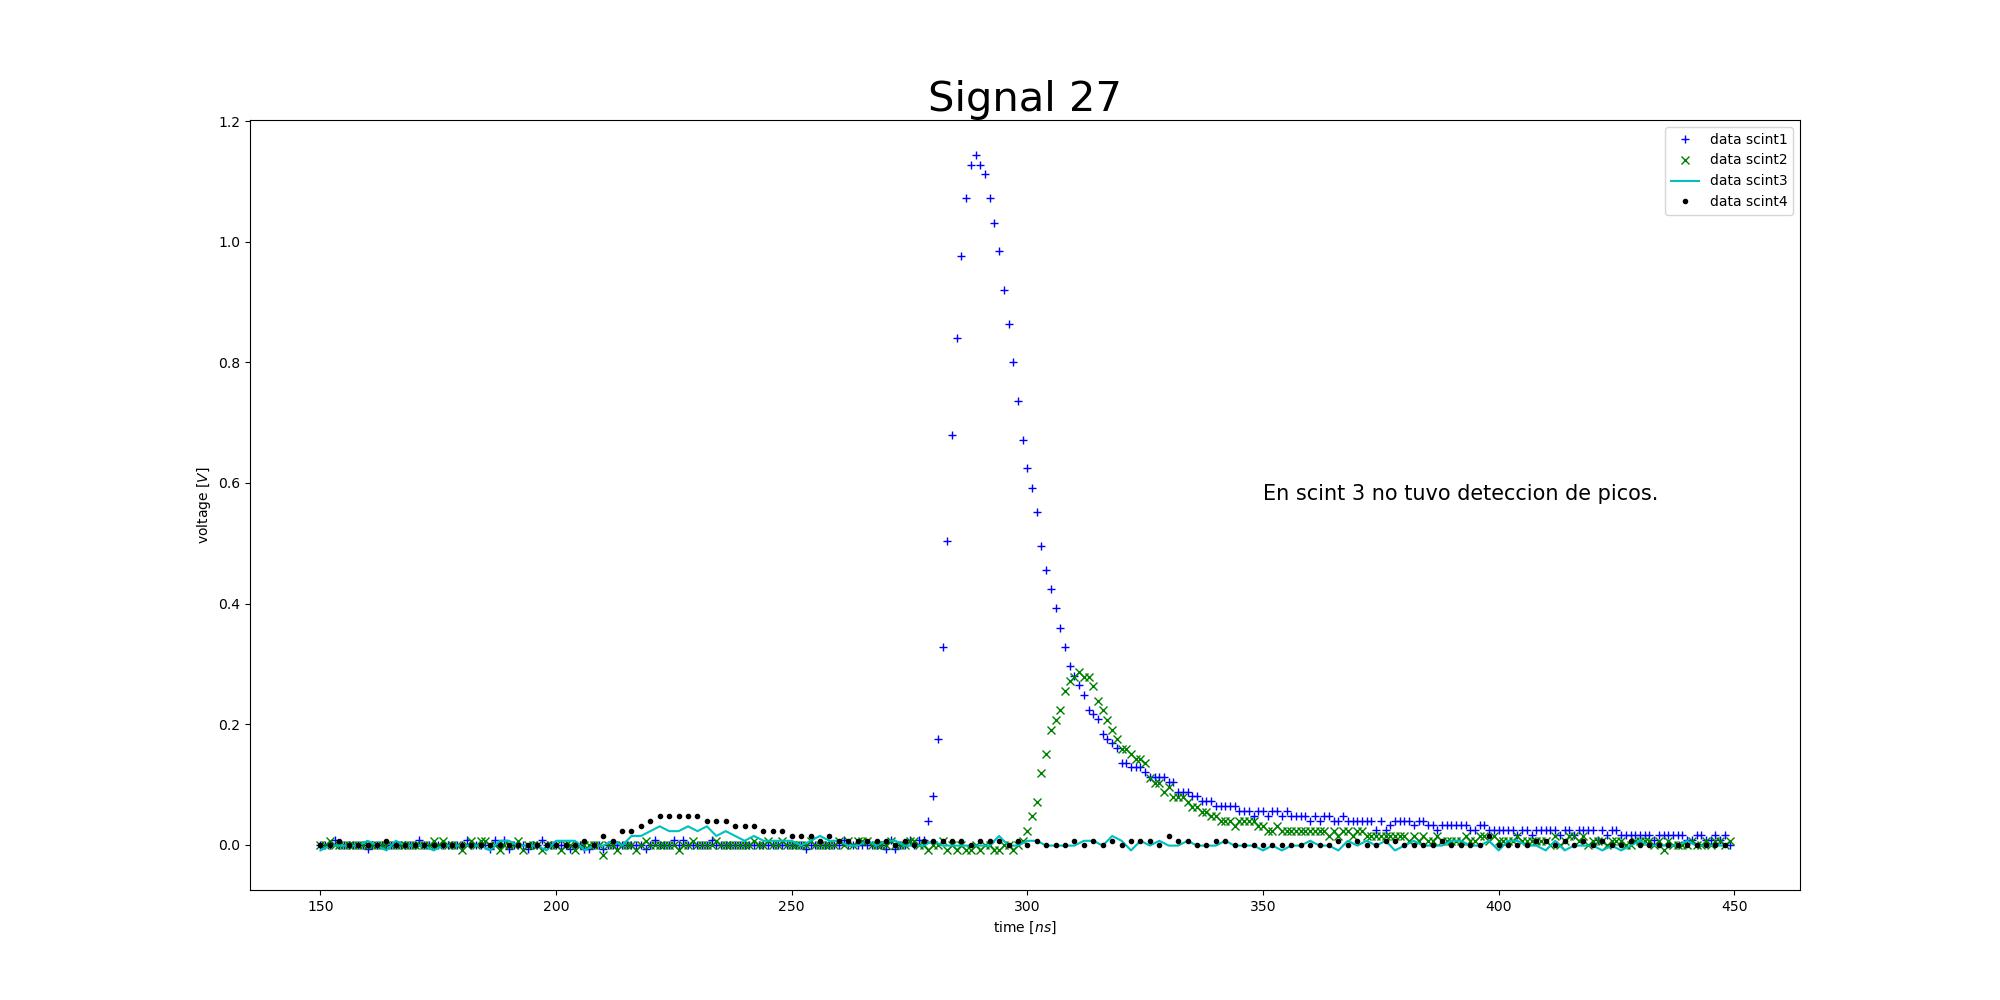 Signal 27
1.2
1.0
0.8
0.6
0.4
0.2
0.0
voltage [V]
data scint1
data scint2
data scint3
data scint4
En scint 3 no tuvo deteccion de picos.
150 200 250 300 350 400 450
time [ns]